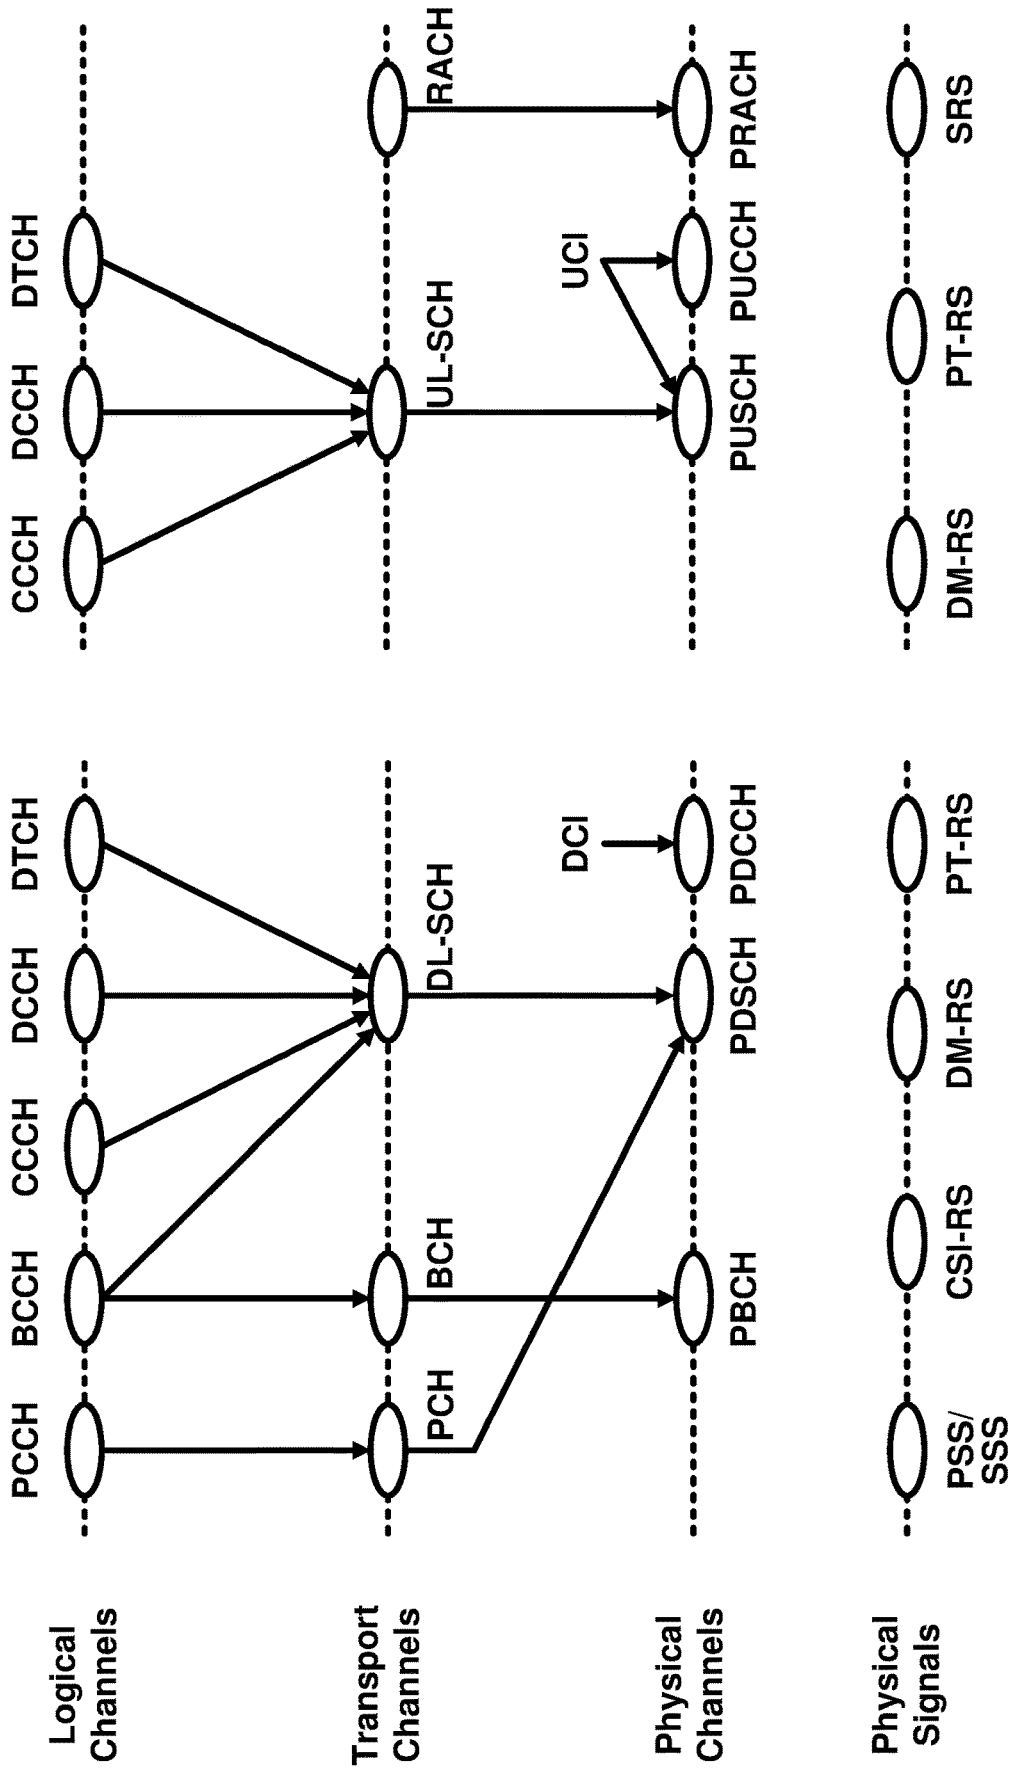 Logical
Channels
PCCH
BCCH
CCCH
DCCH
DTCH
CCCH
DCCH
DTCH
Transport
Channels
PCH
BCH
DL-SCH
UL-SCH
RACH
DCI
UCI
Physical
Channels
PBCH
PDSCH
PDCCH
PUSCH
PUCCH
PRACH
Physical
Signals
PSS/
SSS
CSI-RS
DM-RS
PT-RS
DM-RS
PT-RS
SRS